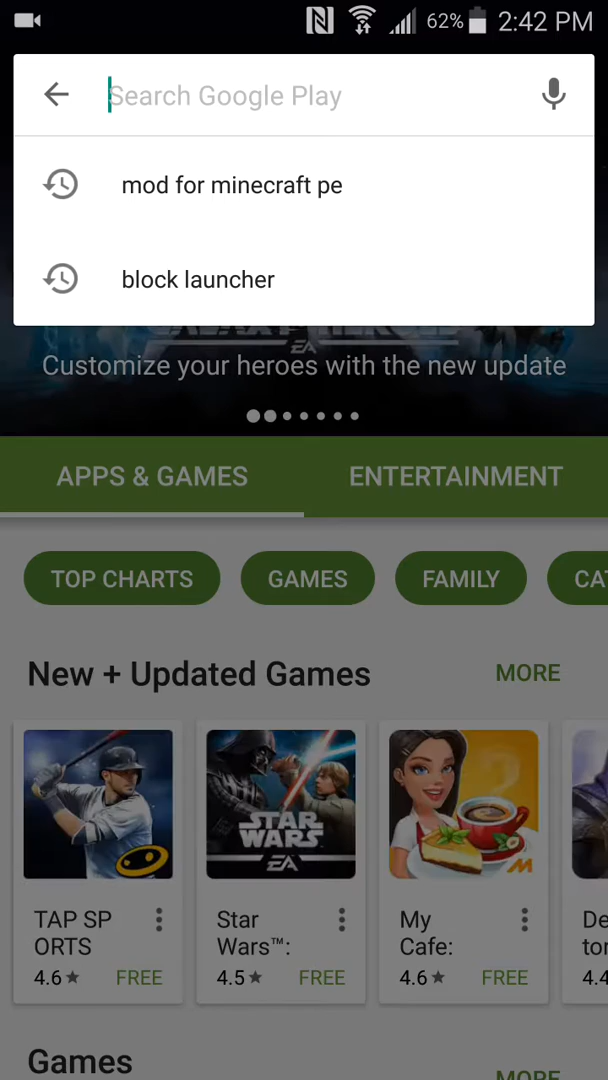 62% 2:42 PM
Search Google Play
mod for minecraft pe
block launcher
EA
Customize your heroes with the new update
APPS & GAMES ENTERTAINMENT
TOP CHARTS GAMES FAMILY CAT
New + Updated Games MORE
STAR
WARS
EA
M
TAP SP
ORTS
4.6★ FREE
Star
Wars™:
4.5★ FREE
My
Cafe:
4.6★ FREE
De
tor
4.4
Games
MORE